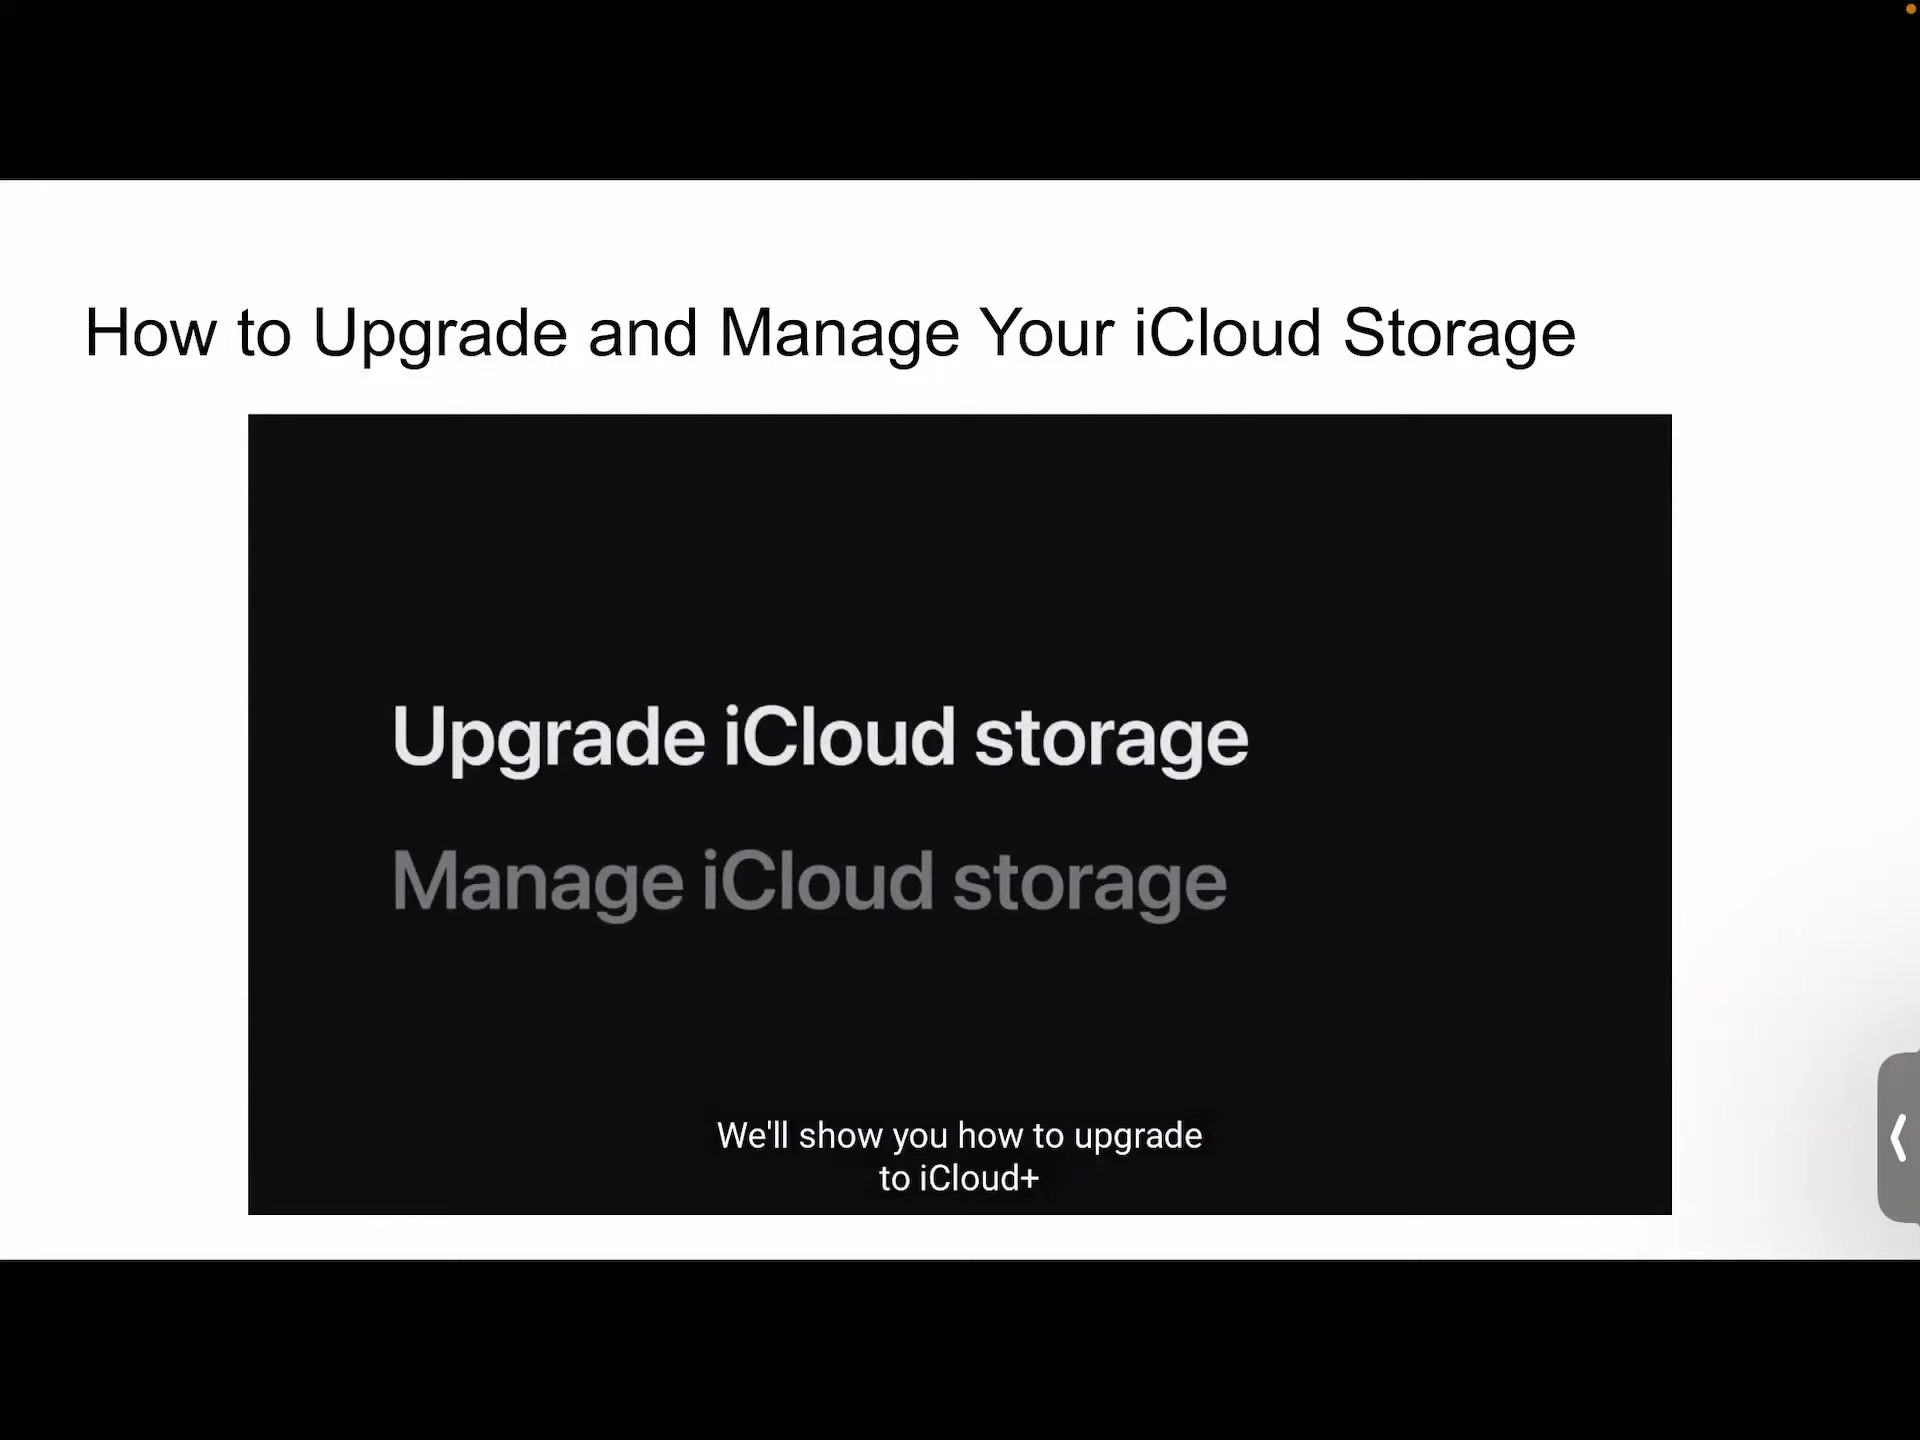 How to Upgrade and Manage Your iCloud Storage
Upgrade iCloud storage
Manage iCloud storage
We'll show you how to upgrade
to iCloud+